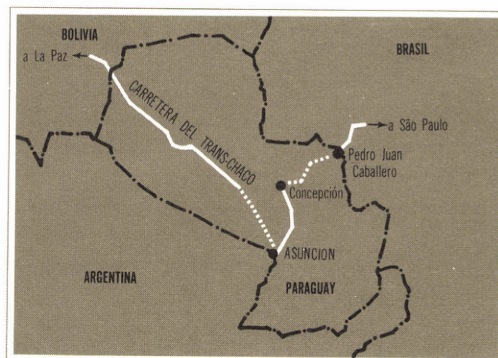 BOLIVIA
BRASIL
a La Paz
CARRETERA DEL TRANS-CHACO
a São Paulo
Pedro Juan
Caballero
Concepción
ASUNCION
ARGENTINA
PARAGUAY